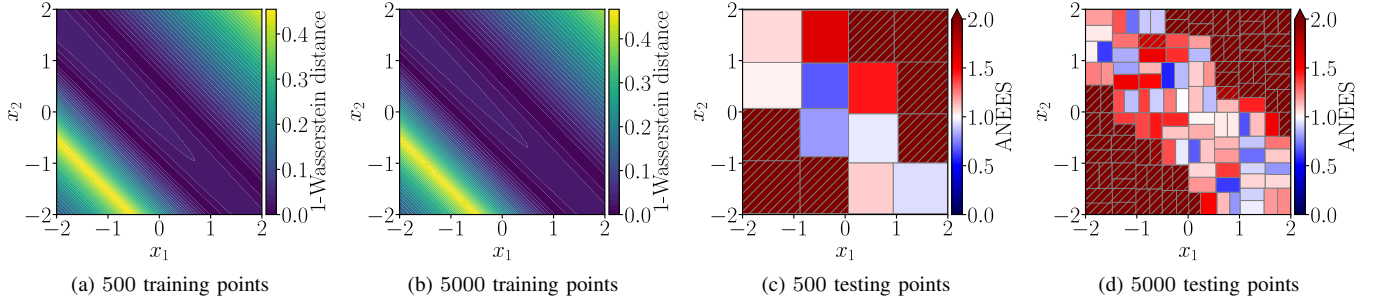 2
1
0
−1
−2
x₂
−2 −1 0 1 2
x₁
0.4
0.3
0.2
0.1
0.0
1-Wasserstein distance
(a) 500 training points
2
1
0
−1
−2
x₂
−2 −1 0 1 2
x₁
0.4
0.3
0.2
0.1
0.0
1-Wasserstein distance
(b) 5000 training points
2
1
0
−1
−2
x₂
−2 −1 0 1 2
x₁
2.0
1.5
1.0
0.5
0.0
ANEES
(c) 500 testing points
2
1
0
−1
−2
x₂
−2 −1 0 1 2
x₁
2.0
1.5
1.0
0.5
0.0
ANEES
(d) 5000 testing points